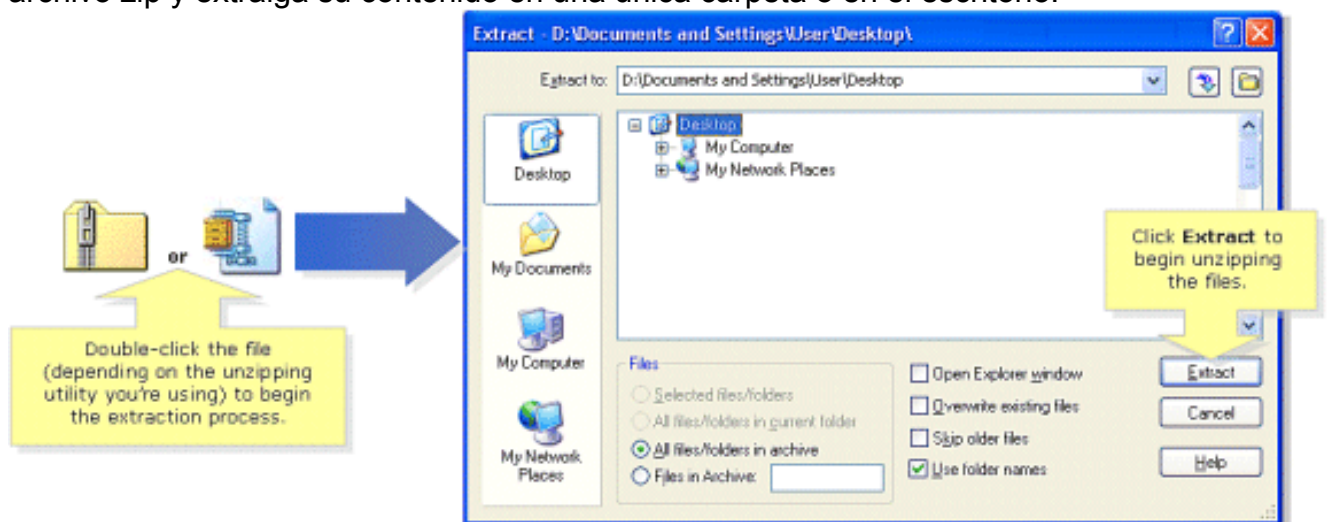 archivo zip y extraiga su contenido en una única carpeta o en el escritorio.
Extract - D:\Documents and Settings\User\Desktop\
Extract to: D:\Documents and Settings\User\Desktop
Desktop
My Documents
My Computer
My Network
Places
Desktop
My Computer
My Network Places
or
Double-click the file
(depending on the unzipping
utility you're using) to begin
the extraction process.
Click Extract to
begin unzipping
the files.
Files
Selected files/folders
All files/folders in current folder
All files/folders in archive
Files in Archive:
Open Explorer window
Overwrite existing files
Skip older files
Use folder names
Extract
Cancel
Help